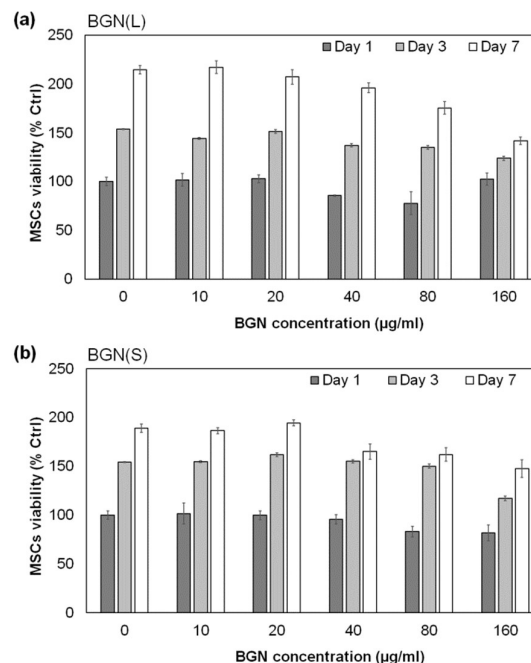 (a) BGN(L)
Day 1 Day 3 Day 7
250
200
150
100
50
0
MSCs viability (% Ctrl)
0 10 20 40 80 160
BGN concentration (µg/ml)
(b) BGN(S)
Day 1 Day 3 Day 7
250
200
150
100
50
0
MSCs viability (% Ctrl)
0 10 20 40 80 160
BGN concentration (µg/ml)